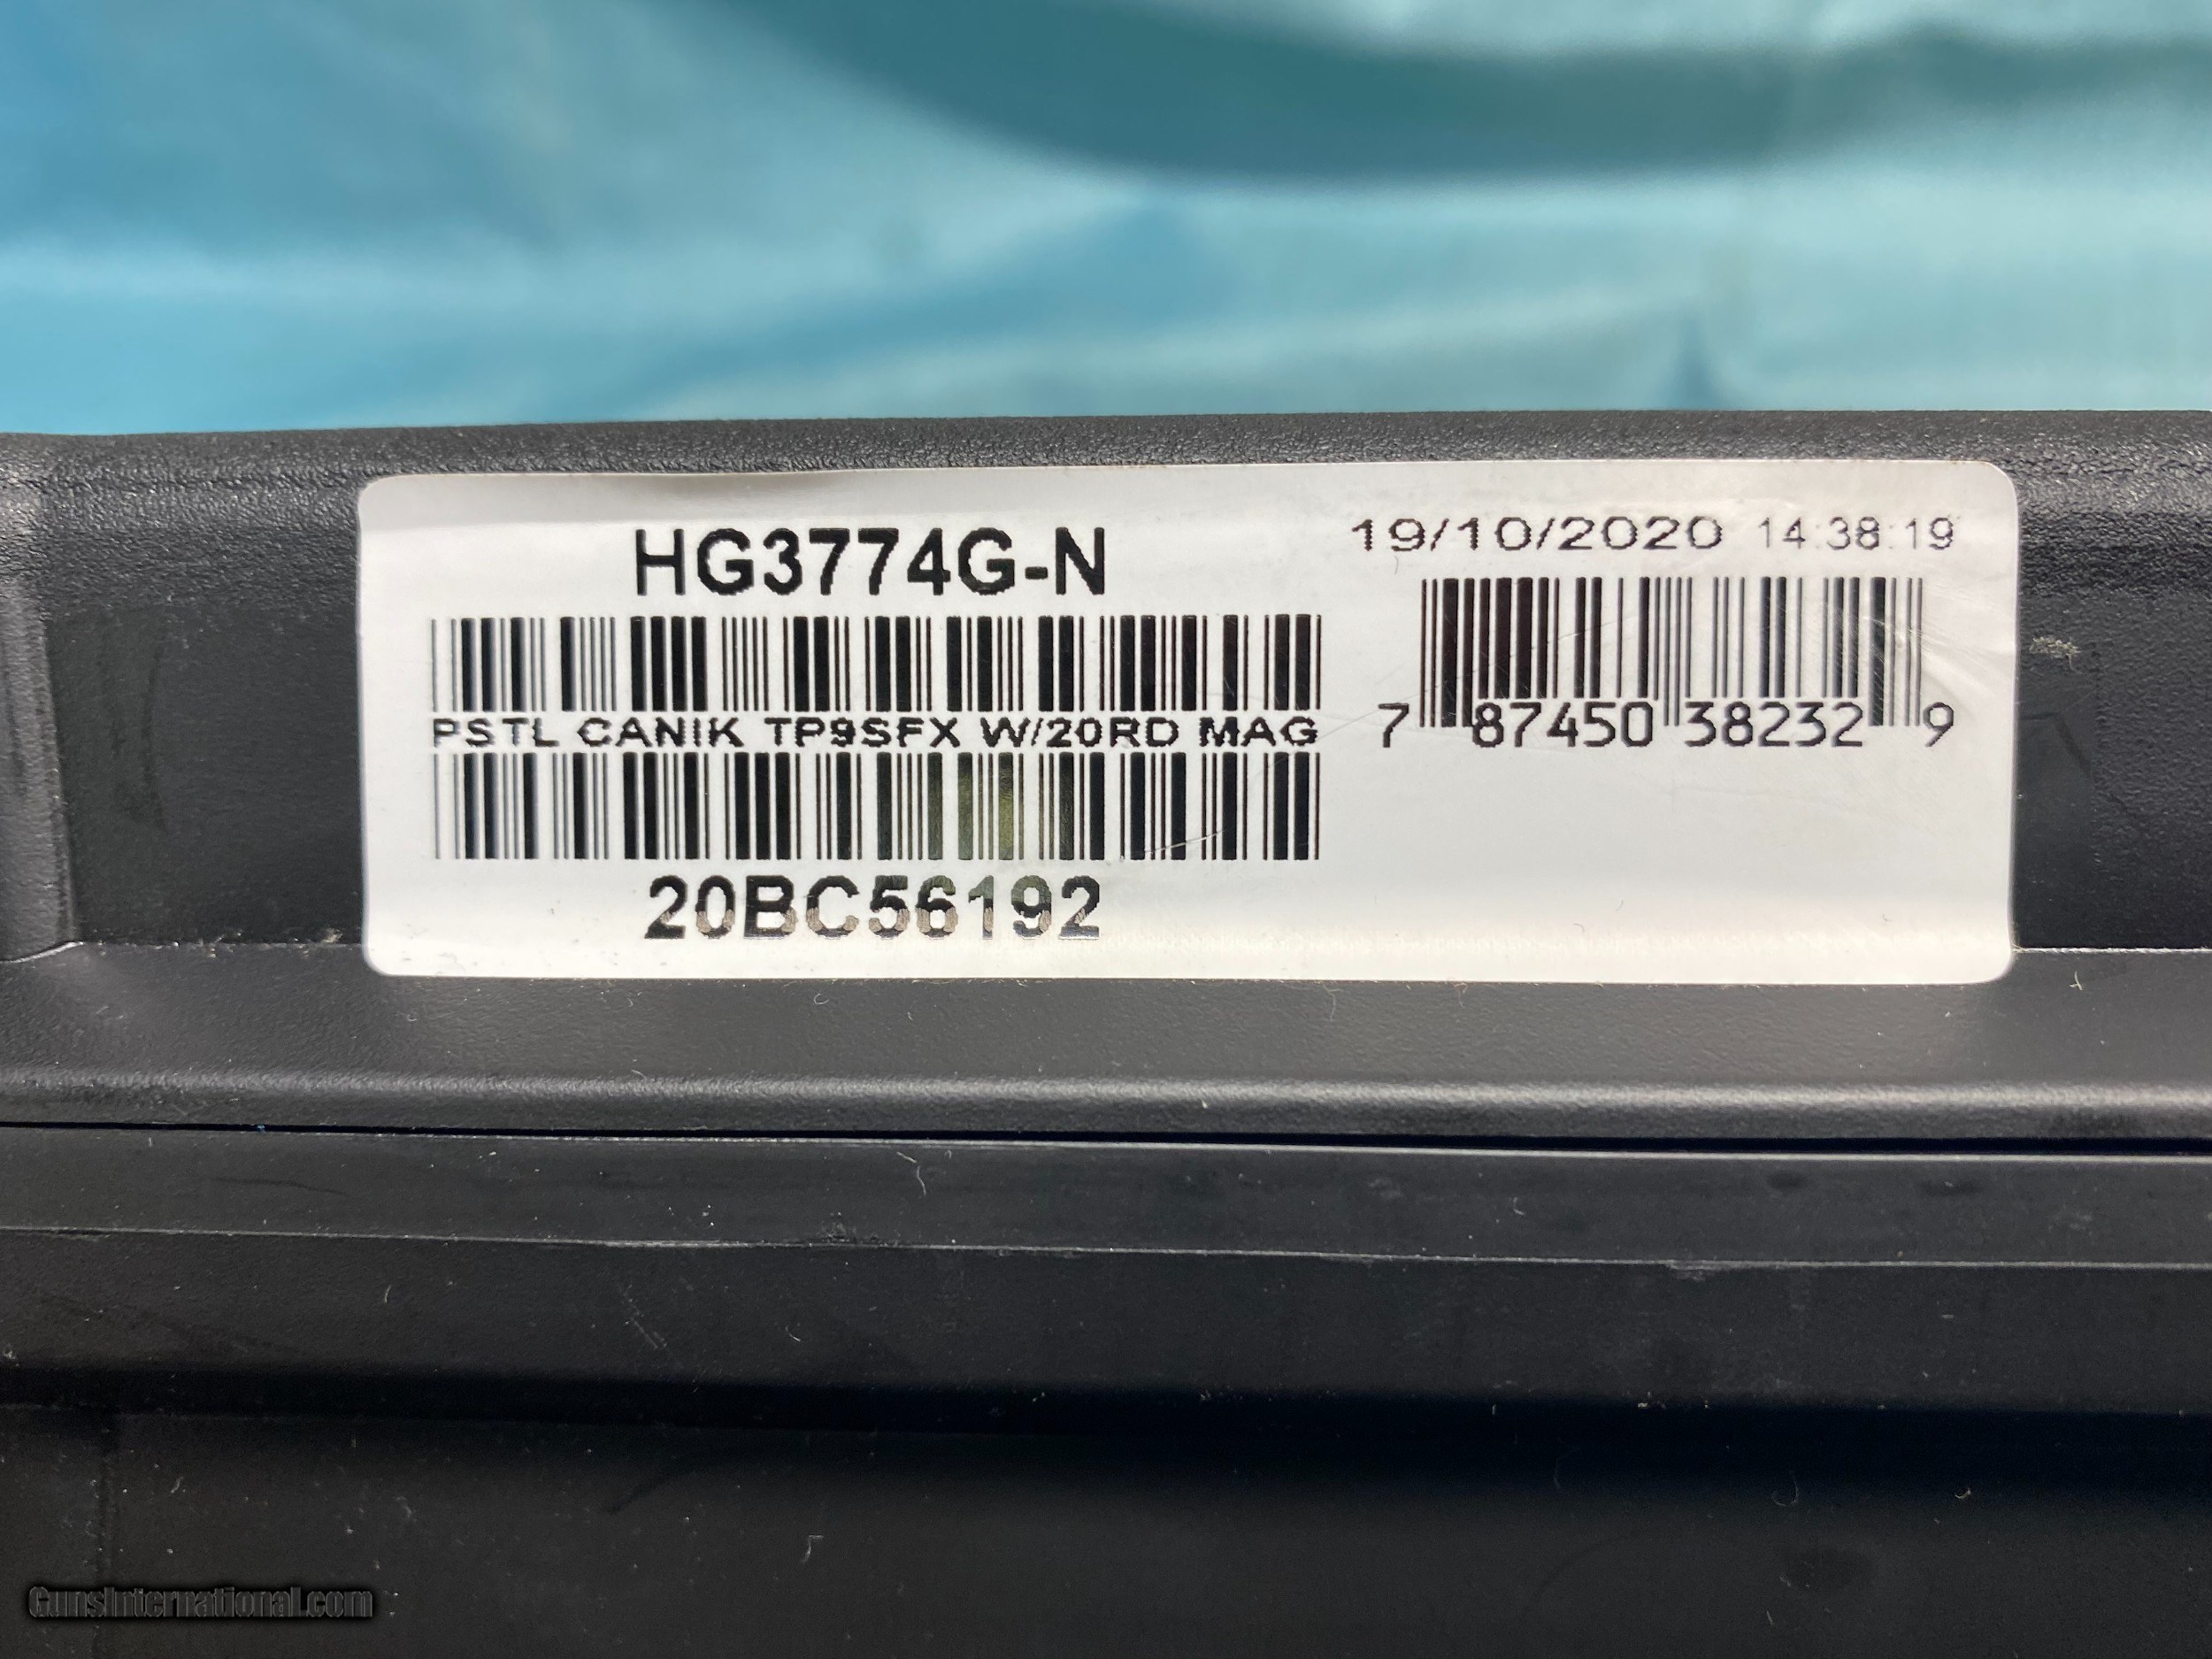 HG3774G-N
PSTL CANIK TP9SFX W/20RD MAG
20BC56192
19/10/2020 14:38:19
7 87450 38232 9
GunsInternational.com